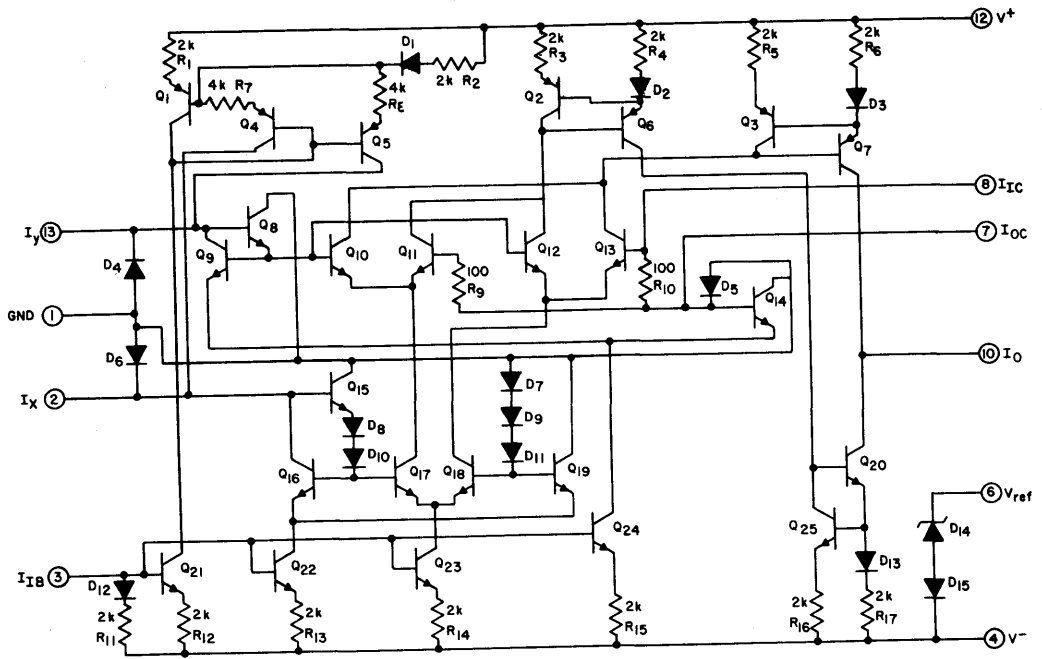 12 V+
2k R1
D1
2k R2
2k R3
2k R4
2k R5
2k R6
4k R7
4k RE
Q1
Q2
D2
Q3
D3
Q4
Q5
Q6
Q7
8 IIC
Iy 13
Q8
Q9
Q10
Q11
Q12
Q13
7 IOC
100 R9
100 R10
D4
D5
Q14
GND 1
D6
10 IO
Q15
D7
IX 2
D8
D9
D10
D11
Q16
Q17
Q18
Q19
Q20
6 Vref
Q24
Q25
D14
IIB 3
D12
Q21
Q22
Q23
D13
D15
2k R11
2k R12
2k R13
2k R14
2k R15
2k R16
2k R17
4 V-